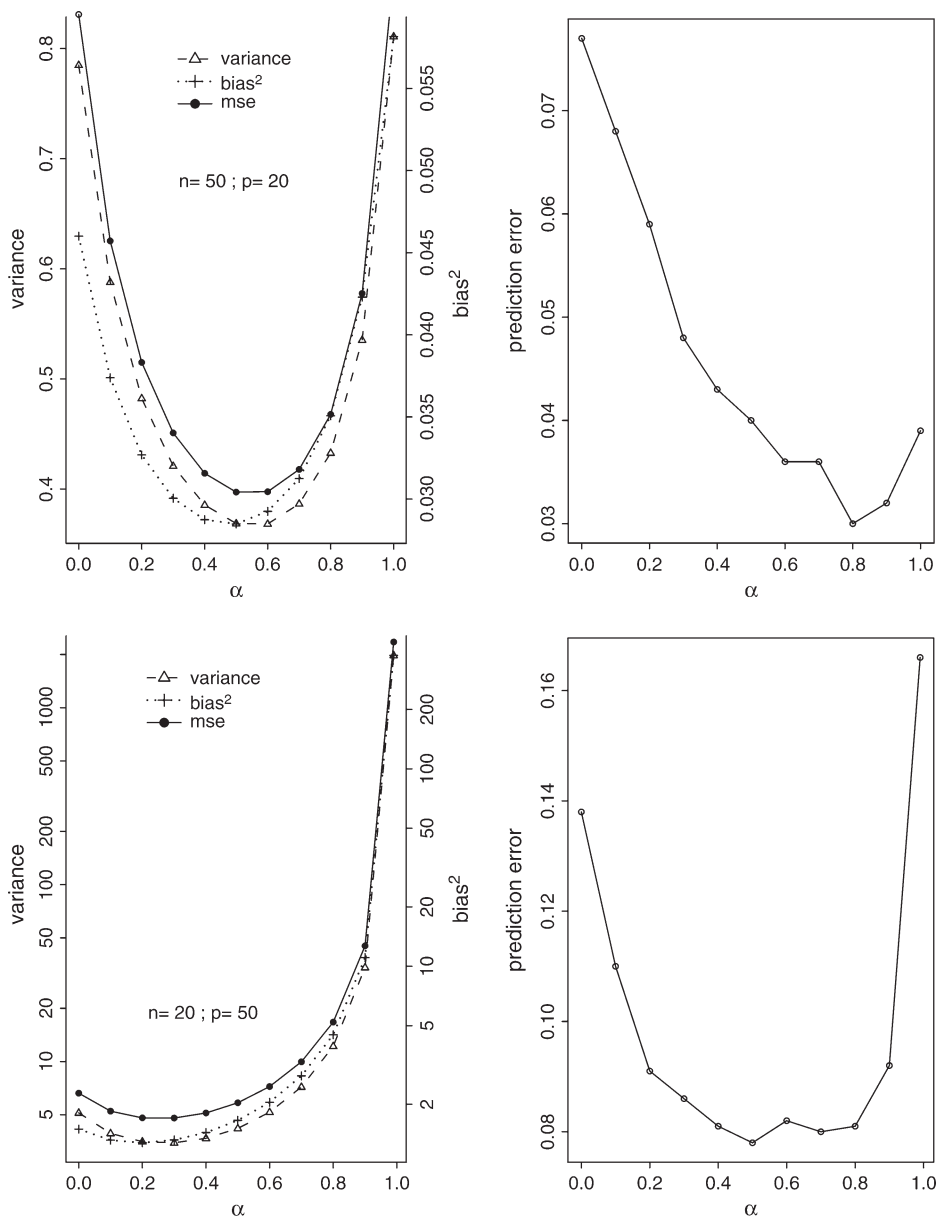 variance
bias2
mse
n= 50 ; p= 20
variance
0.4 0.5 0.6 0.7 0.8
bias2
0.030 0.035 0.040 0.045 0.050 0.055
0.0 0.2 0.4 0.6 0.8 1.0
α
prediction error
0.03 0.04 0.05 0.06 0.07
0.0 0.2 0.4 0.6 0.8 1.0
α
variance
bias2
mse
n= 20 ; p= 50
variance
5 10 20 50 100 200 500 1000
bias2
2 5 10 20 50 100 200
0.0 0.2 0.4 0.6 0.8 1.0
α
prediction error
0.08 0.10 0.12 0.14 0.16
0.0 0.2 0.4 0.6 0.8 1.0
α